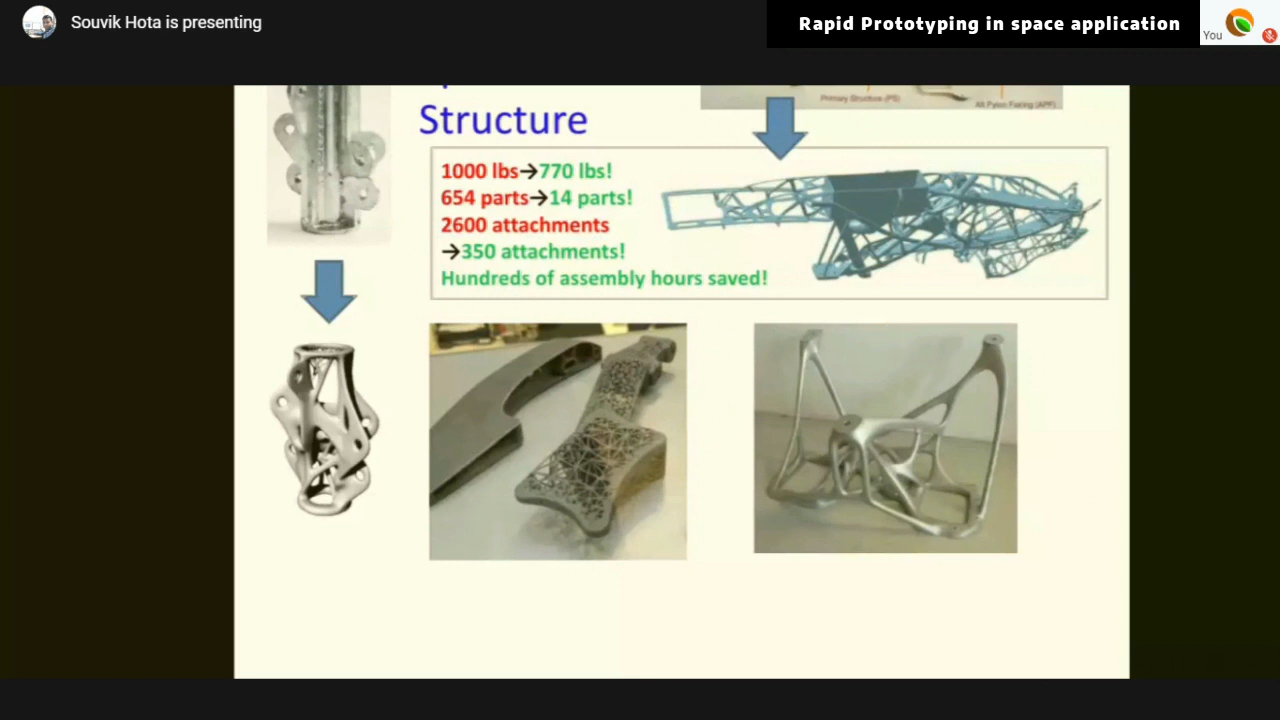 Souvik Hota is presenting
Rapid Prototyping in space application
You
Primary Structure (PS)
Aft Pylon Fairing (APF)
Structure
1000 lbs→770 lbs!
654 parts→14 parts!
2600 attachments
→350 attachments!
Hundreds of assembly hours saved!